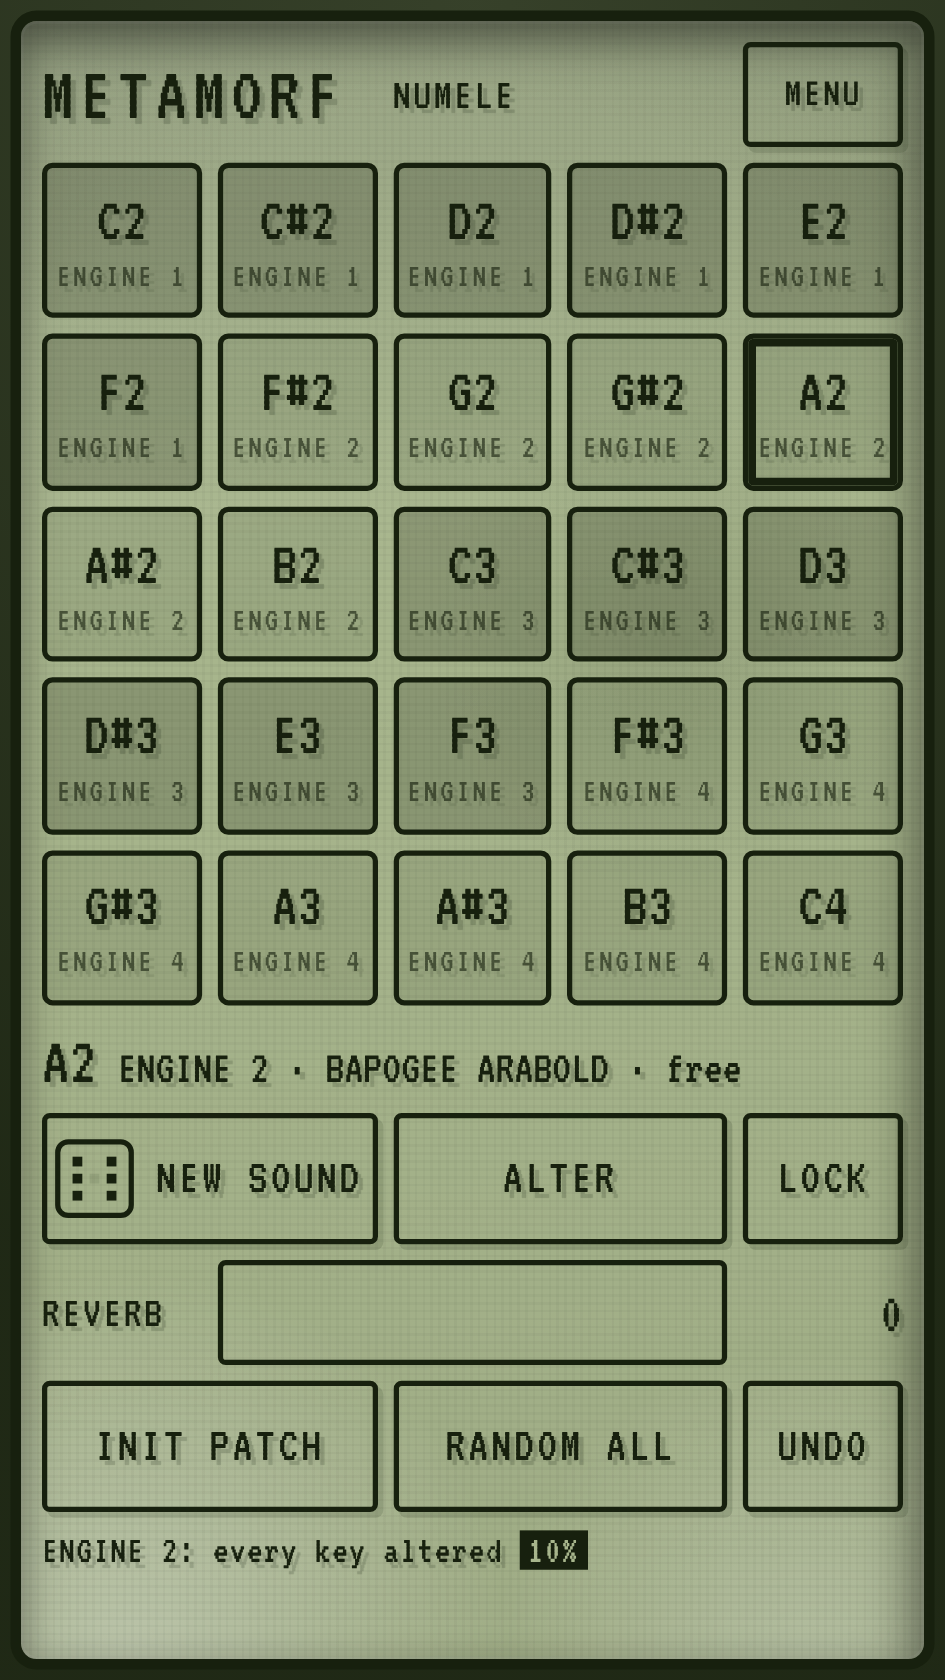 METAMORF NUMELE MENU
C2 C#2 D2 D#2 E2
ENGINE 1 ENGINE 1 ENGINE 1 ENGINE 1 ENGINE 1
F2 F#2 G2 G#2 A2
ENGINE 1 ENGINE 2 ENGINE 2 ENGINE 2 ENGINE 2
A#2 B2 C3 C#3 D3
ENGINE 2 ENGINE 2 ENGINE 3 ENGINE 3 ENGINE 3
D#3 E3 F3 F#3 G3
ENGINE 3 ENGINE 3 ENGINE 3 ENGINE 4 ENGINE 4
G#3 A3 A#3 B3 C4
ENGINE 4 ENGINE 4 ENGINE 4 ENGINE 4 ENGINE 4
A2 ENGINE 2 · BAPOGEE ARABOLD · free
NEW SOUND ALTER LOCK
REVERB 0
INIT PATCH RANDOM ALL UNDO
ENGINE 2: every key altered 10%